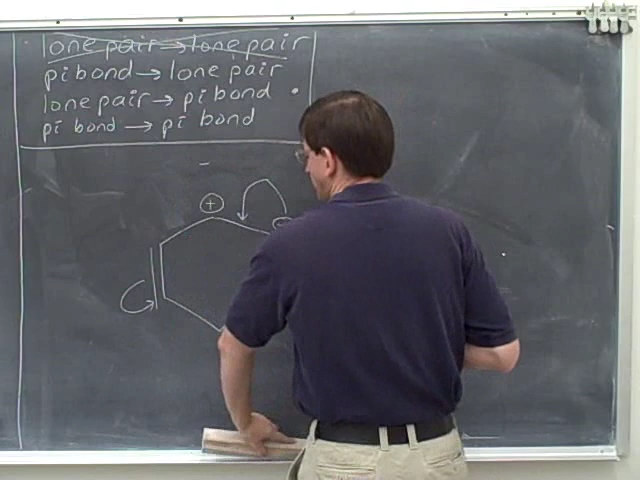 lone pair → lone pair
pi bond → lone pair
lone pair → pi bond
pi bond → pi bond
+
-